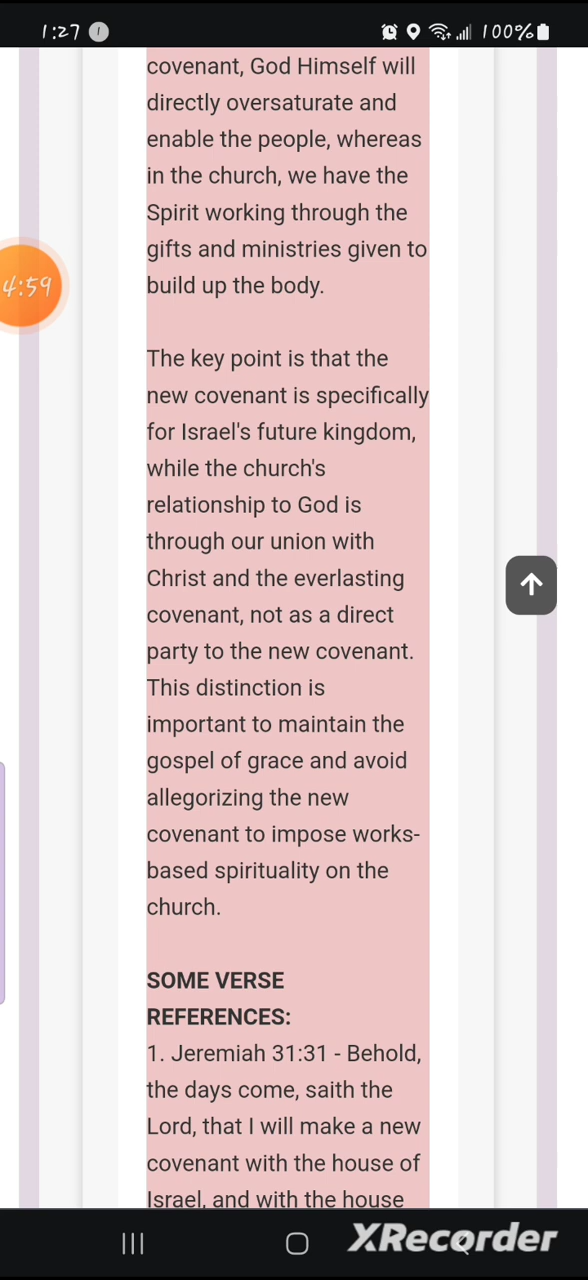 1:27
100%
covenant, God Himself will
directly oversaturate and
enable the people, whereas
in the church, we have the
Spirit working through the
gifts and ministries given to
4:59
build up the body.
The key point is that the
new covenant is specifically
for Israel's future kingdom,
while the church's
relationship to God is
through our union with
Christ and the everlasting
covenant, not as a direct
party to the new covenant.
This distinction is
important to maintain the
gospel of grace and avoid
allegorizing the new
covenant to impose works-
based spirituality on the
church.
SOME VERSE
REFERENCES:
1. Jeremiah 31:31 - Behold,
the days come, saith the
Lord, that I will make a new
covenant with the house of
Israel, and with the house
XRecorder